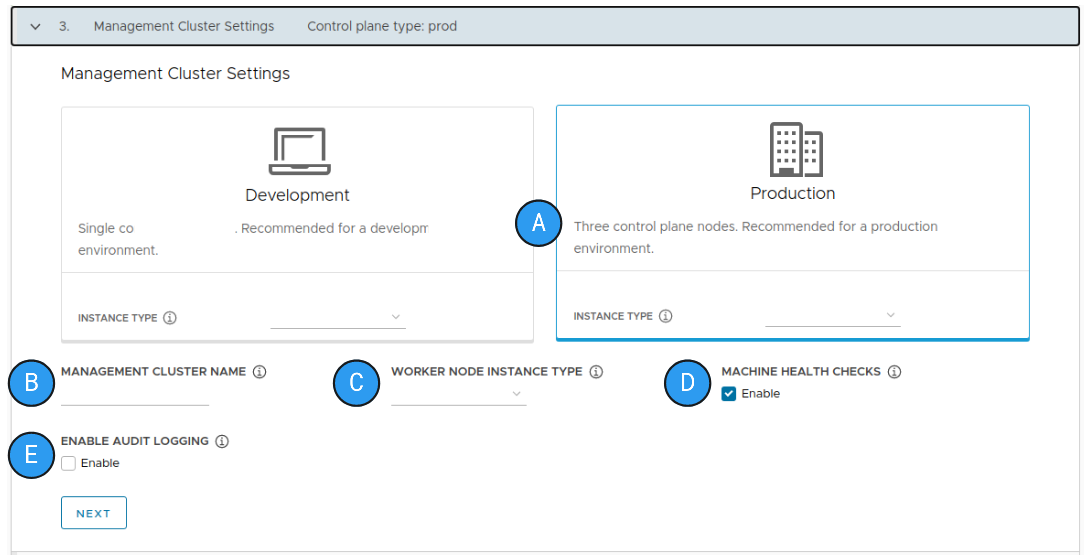 3. Management Cluster Settings Control plane type: prod
Management Cluster Settings
Development
Single co . Recommended for a developm
environment.
INSTANCE TYPE
A
Production
Three control plane nodes. Recommended for a production
environment.
INSTANCE TYPE
B
MANAGEMENT CLUSTER NAME
C
WORKER NODE INSTANCE TYPE
D
MACHINE HEALTH CHECKS
Enable
E
ENABLE AUDIT LOGGING
Enable
NEXT